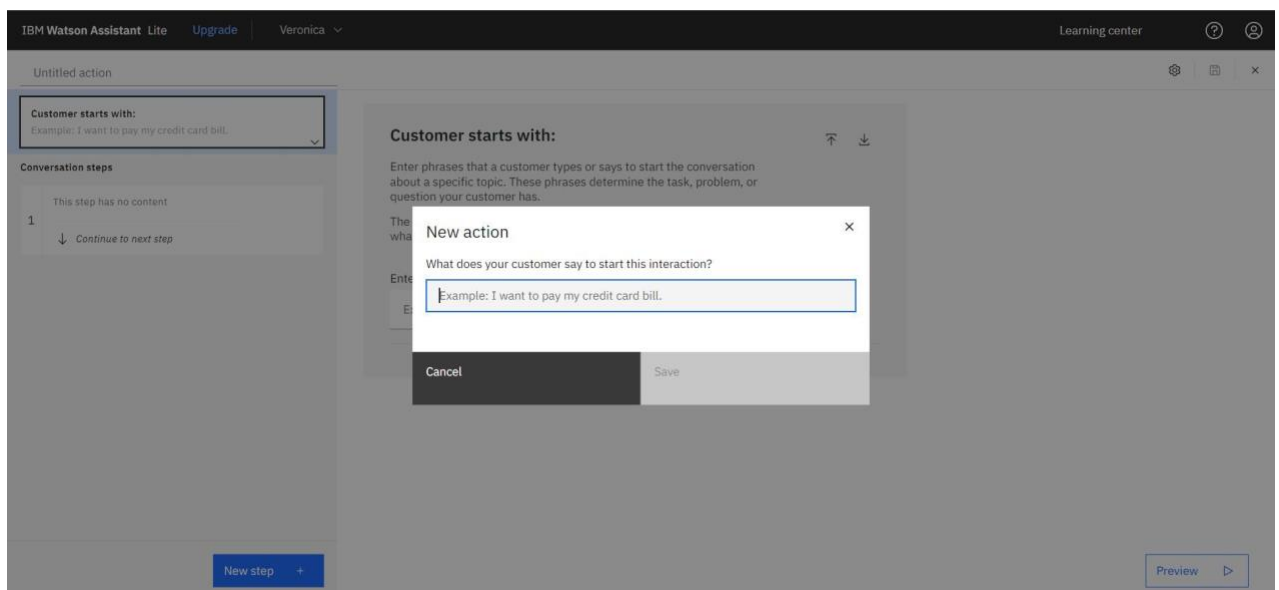 IBM Watson Assistant Lite Upgrade Veronica Learning center
Untitled action
Customer starts with:
Example: I want to pay my credit card bill.
Conversation steps
1
This step has no content
Continue to next step
New step +
Customer starts with:
Enter phrases that a customer types or says to start the conversation
about a specific topic. These phrases determine the task, problem, or
question your customer has.
The
wha
Ente
New action
What does your customer say to start this interaction?
Example: I want to pay my credit card bill.
Cancel Save
Preview